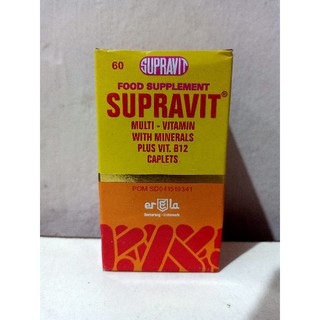 60
SUPRAVIT
FOOD SUPPLEMENT
SUPRAVIT®
MULTI - VITAMIN
WITH MINERALS
PLUS VIT. B12
CAPLETS
erela
Semarang - Indonesia